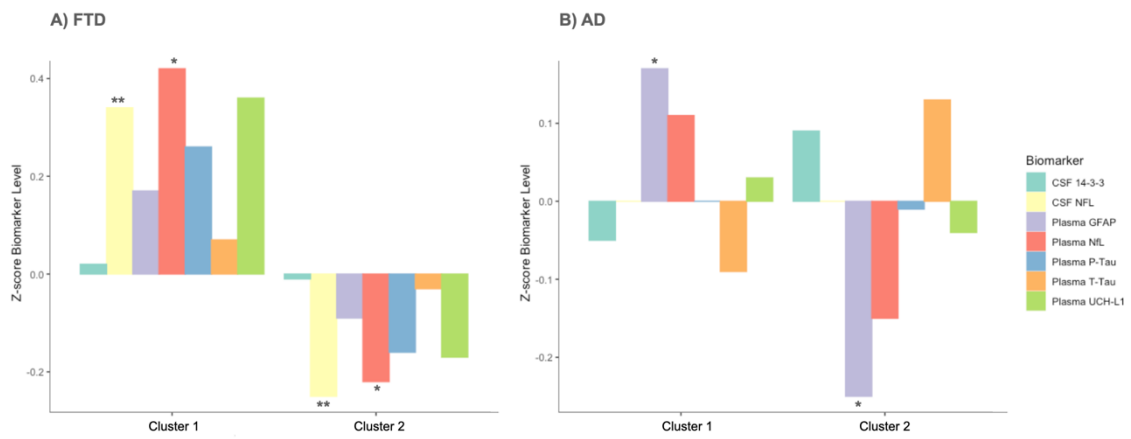 A) FTD
B) AD
Z-score Biomarker Level
0.4
0.2
0.0
-0.2
*
**
**
*
Cluster 1
Cluster 2
Z-score Biomarker Level
0.1
0.0
-0.1
-0.2
*
*
Cluster 1
Cluster 2
Biomarker
CSF 14-3-3
CSF NFL
Plasma GFAP
Plasma NfL
Plasma P-Tau
Plasma T-Tau
Plasma UCH-L1